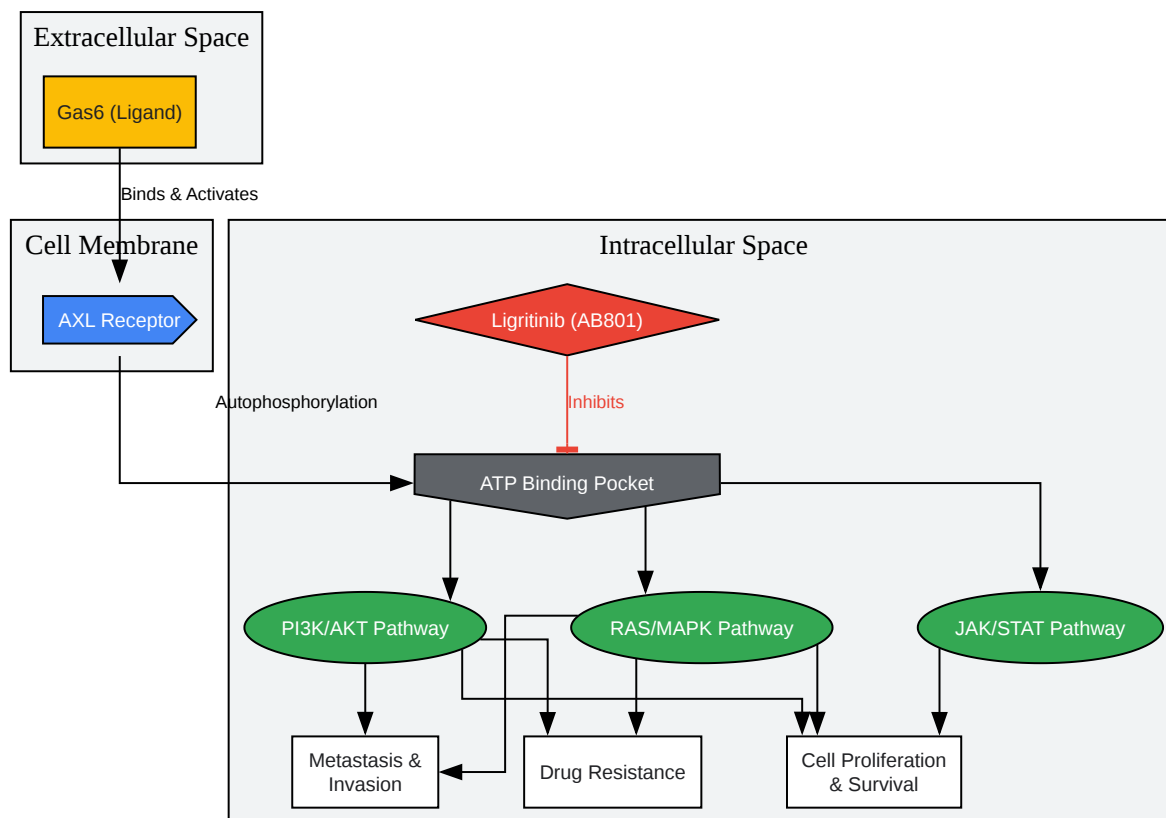 Extracellular Space
Gas6 (Ligand)
Binds & Activates
Cell Membrane
Intracellular Space
AXL Receptor
Ligritinib (AB801)
Autophosphorylation
Inhibits
ATP Binding Pocket
PI3K/AKT Pathway
RAS/MAPK Pathway
JAK/STAT Pathway
Metastasis &
Invasion
Drug Resistance
Cell Proliferation
& Survival